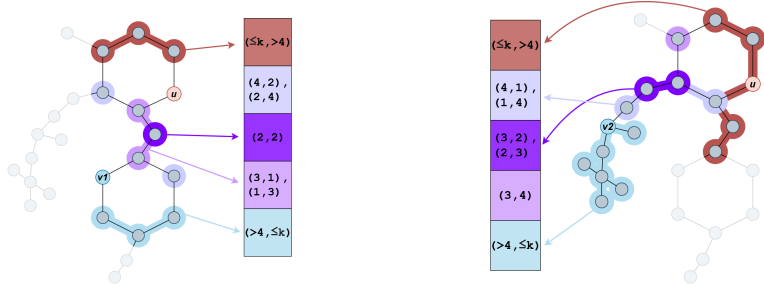 (≤k,>4)
(4,2),
(2,4)
u
(2,2)
v1
(3,1),
(1,3)
(>4,≤k)
(≤k,>4)
(4,1),
(1,4)
u
(3,2),
(2,3)
v2
(3,4)
(>4,≤k)